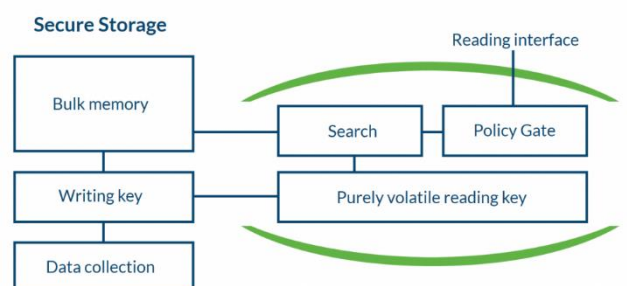 Secure Storage
Reading interface
Bulk memory
Search
Policy Gate
Writing key
Purely volatile reading key
Data collection